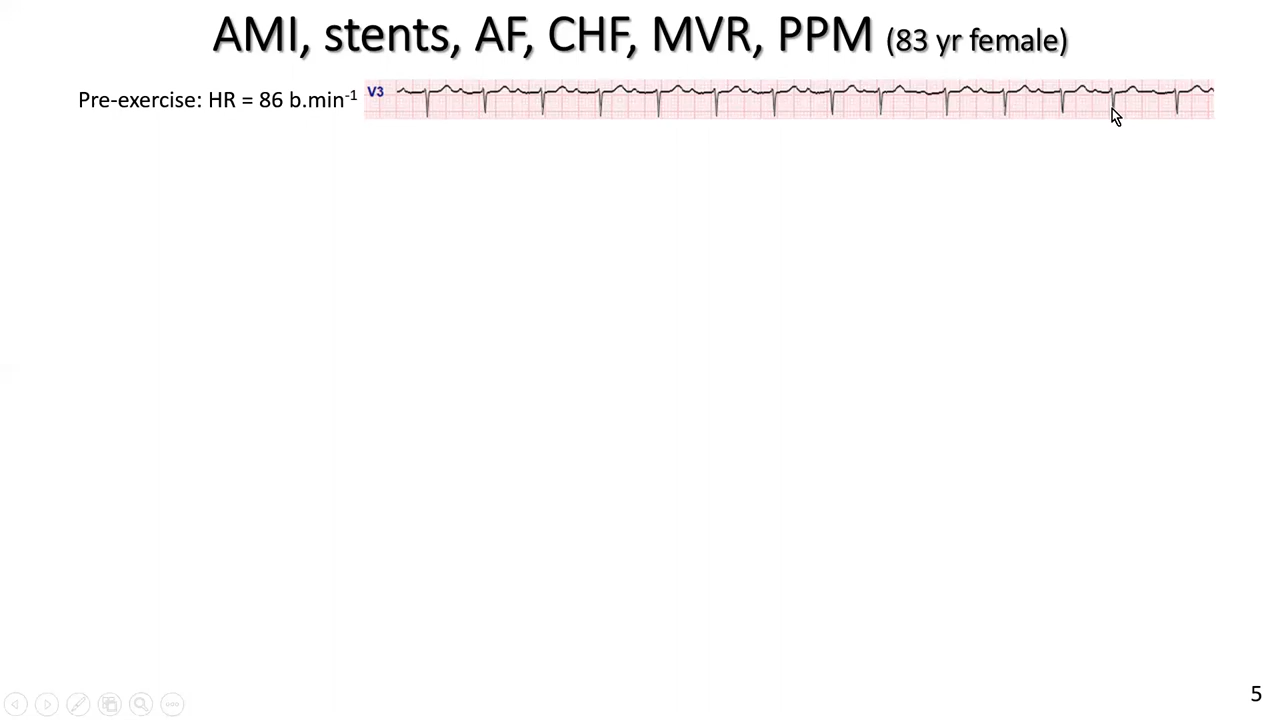 AMI, stents, AF, CHF, MVR, PPM (83 yr female)
Pre-exercise: HR = 86 b.min⁻¹ V3
5